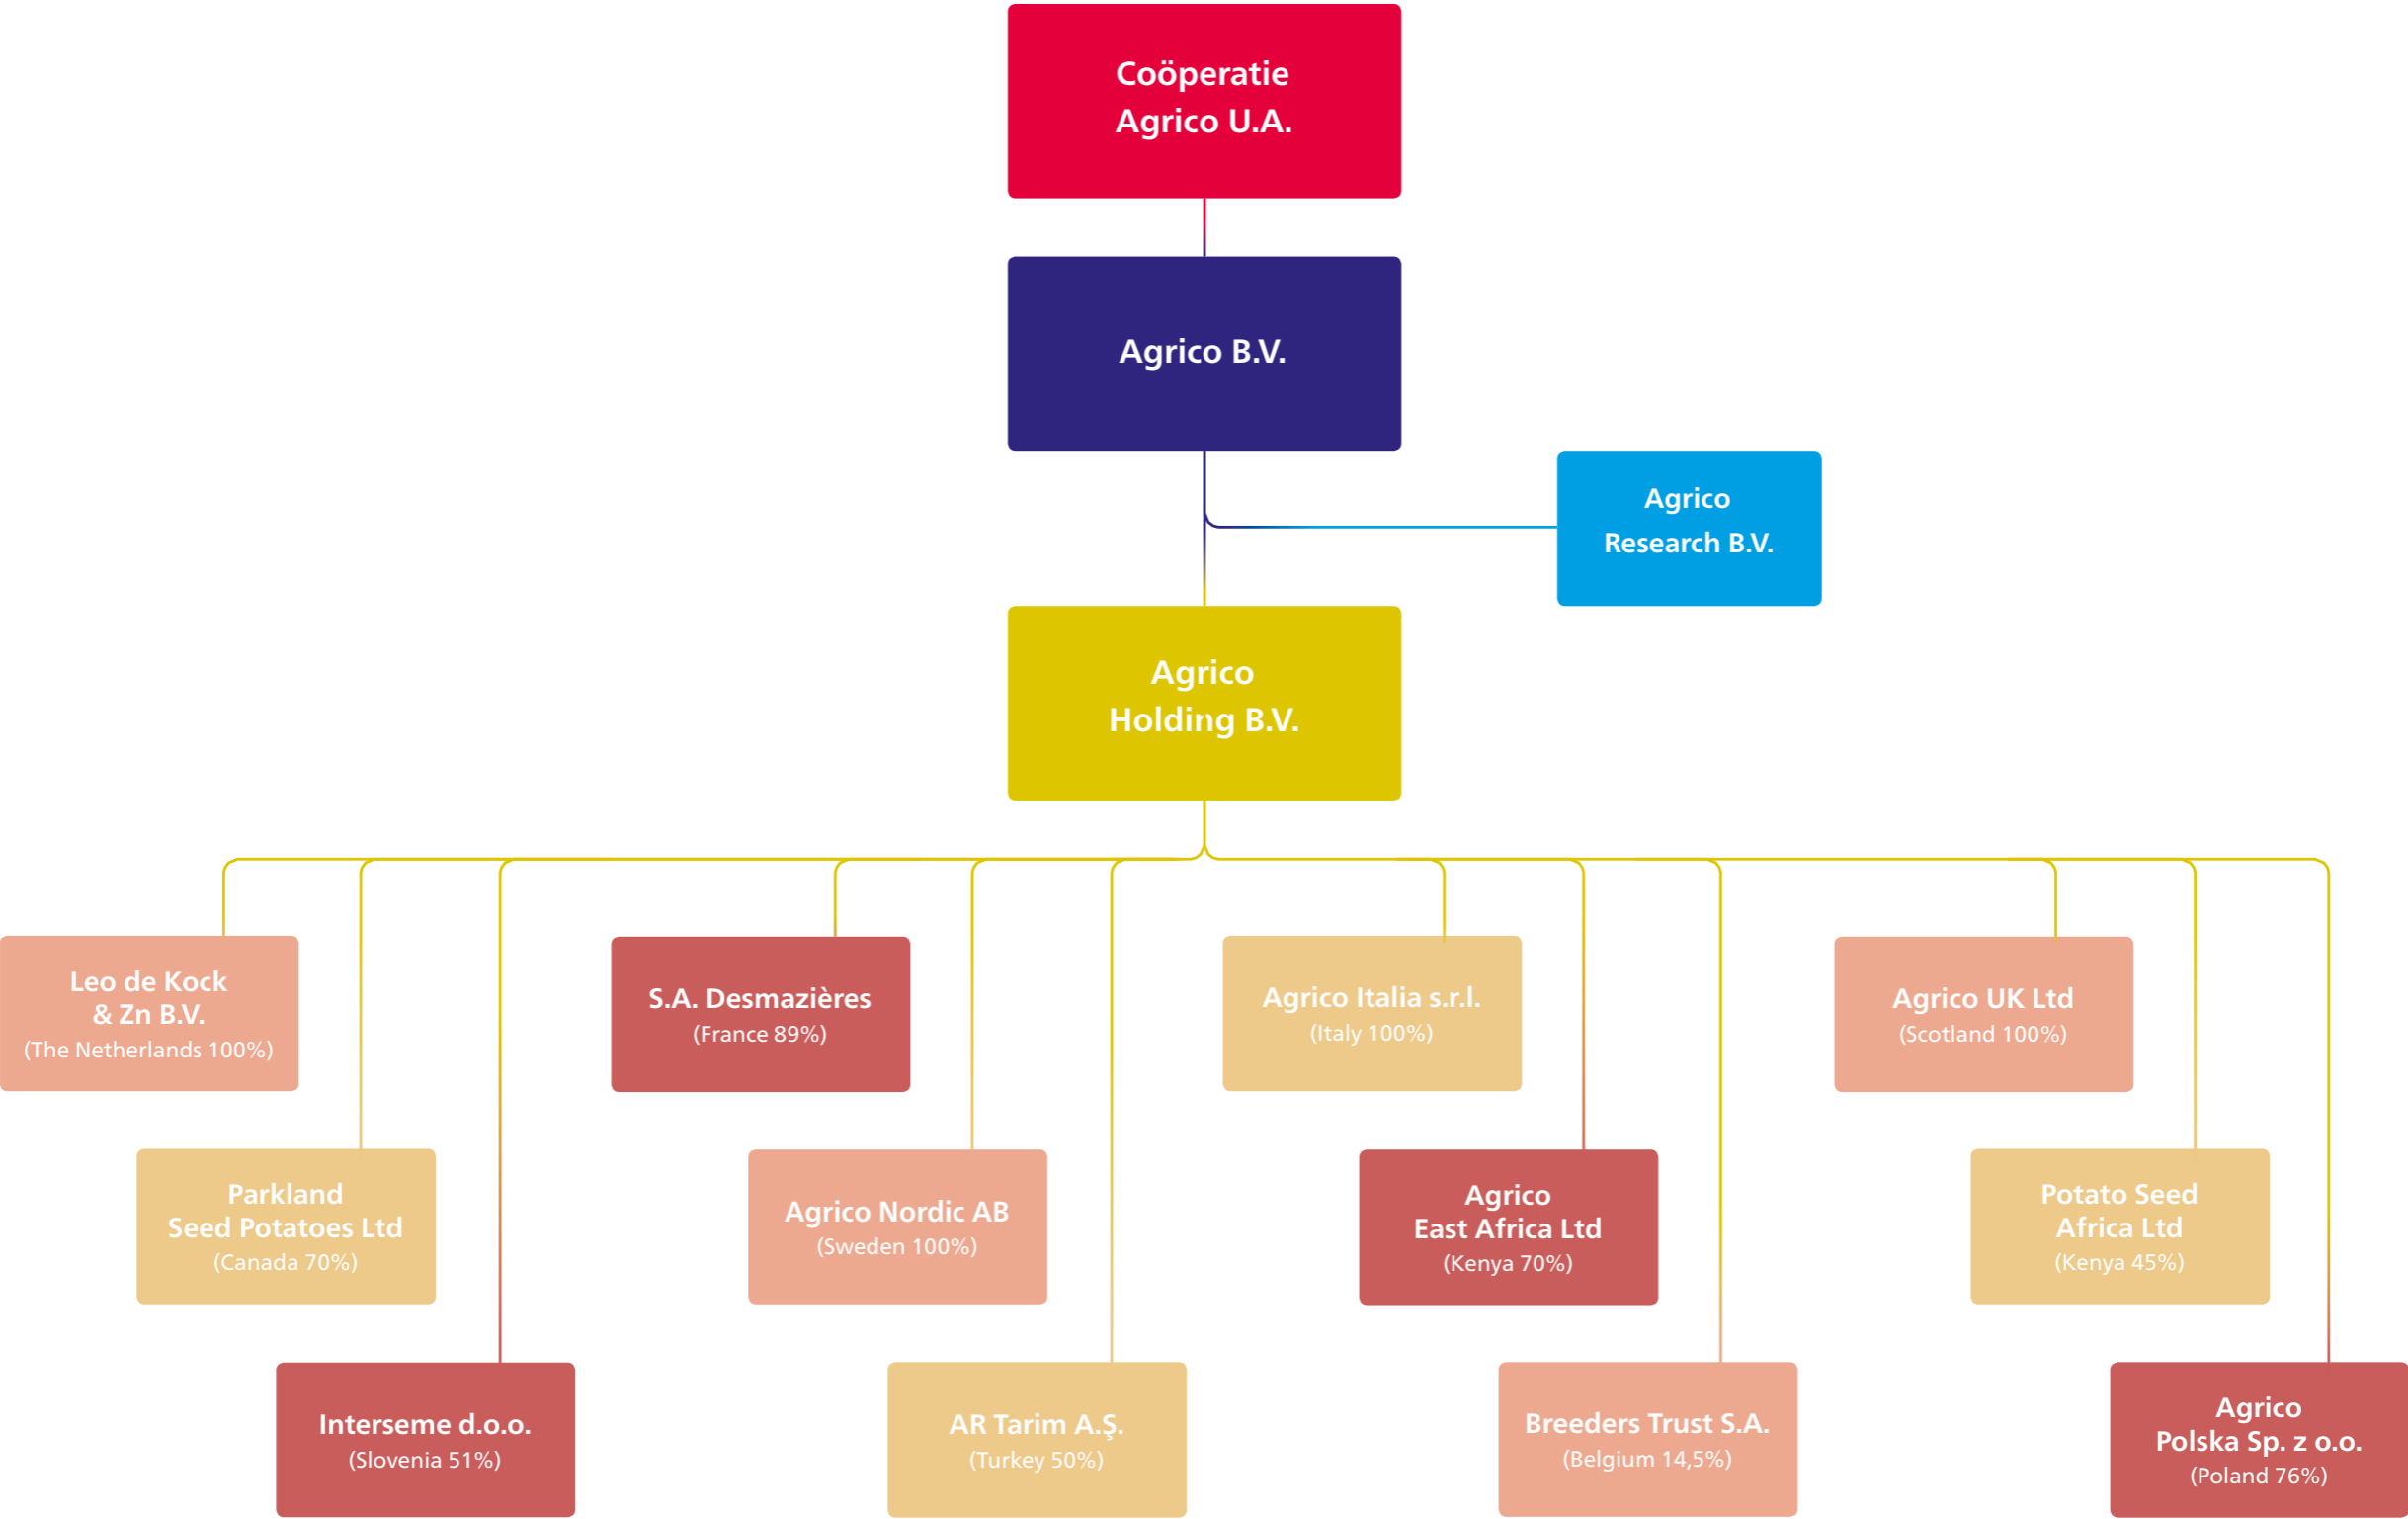 Coöperatie
Agrico U.A.
Agrico B.V.
Agrico
Research B.V.
Agrico
Holding B.V.
Leo de Kock
& Zn B.V.
(The Netherlands 100%)
S.A. Desmazières
(France 89%)
Agrico Italia s.r.l.
(Italy 100%)
Agrico UK Ltd
(Scotland 100%)
Parkland
Seed Potatoes Ltd
(Canada 70%)
Agrico Nordic AB
(Sweden 100%)
Agrico
East Africa Ltd
(Kenya 70%)
Potato Seed
Africa Ltd
(Kenya 45%)
Interseme d.o.o.
(Slovenia 51%)
AR Tarim A.Ş.
(Turkey 50%)
Breeders Trust S.A.
(Belgium 14,5%)
Agrico
Polska Sp. z o.o.
(Poland 76%)